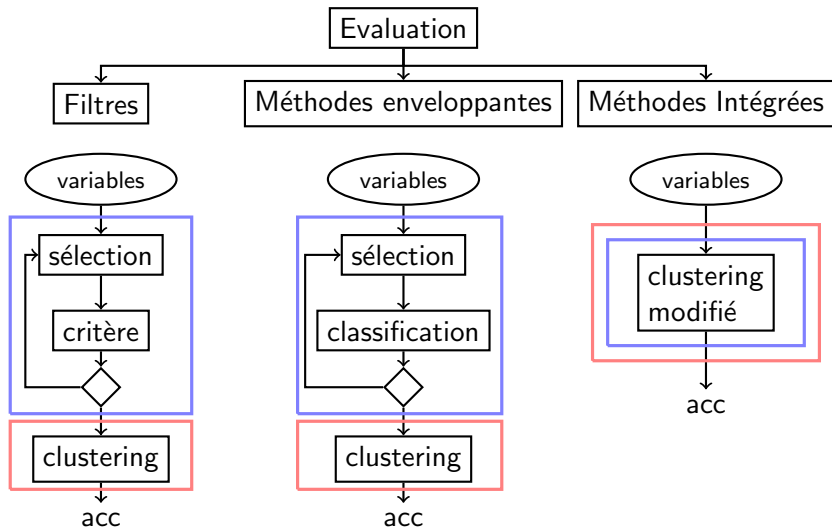 Evaluation
Filtres
Méthodes enveloppantes
Méthodes Intégrées
variables
variables
variables
sélection
sélection
clustering
modifié
critère
classification
acc
clustering
clustering
acc
acc